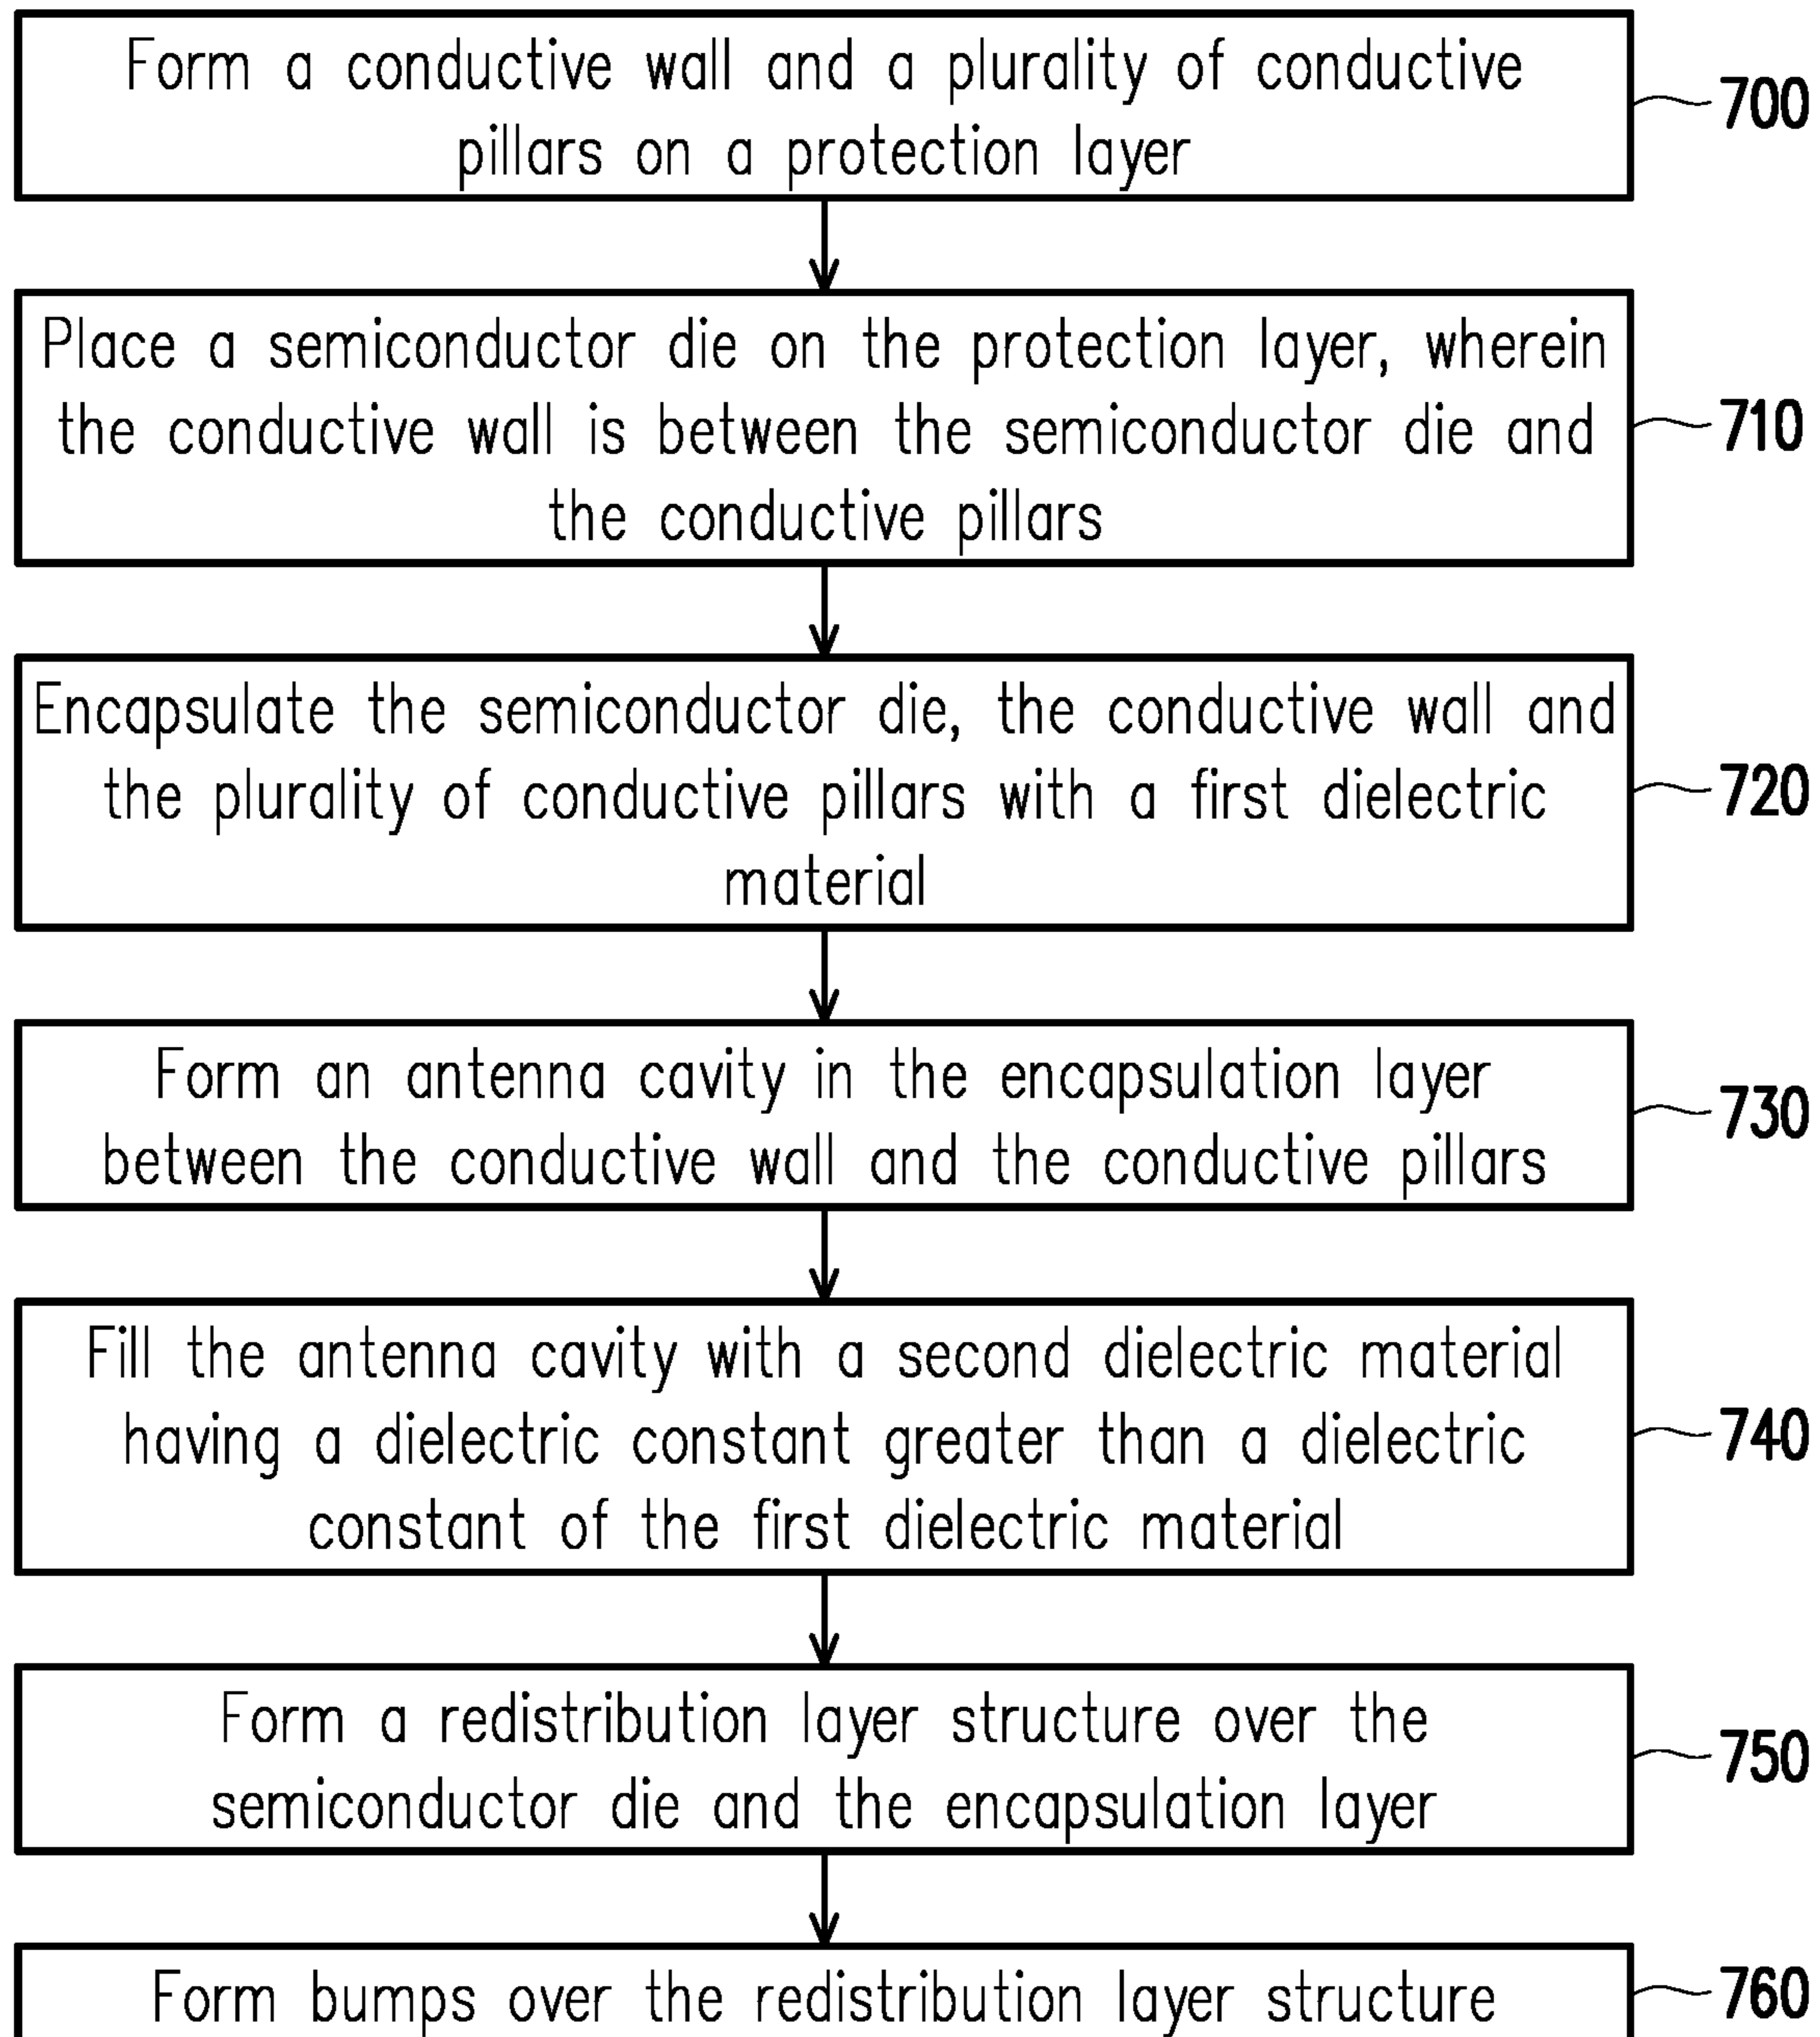 Form a conductive wall and a plurality of conductive
pillars on a protection layer
700
Place a semiconductor die on the protection layer, wherein
the conductive wall is between the semiconductor die and
the conductive pillars
710
Encapsulate the semiconductor die, the conductive wall and
the plurality of conductive pillars with a first dielectric
material
720
Form an antenna cavity in the encapsulation layer
between the conductive wall and the conductive pillars
730
Fill the antenna cavity with a second dielectric material
having a dielectric constant greater than a dielectric
constant of the first dielectric material
740
Form a redistribution layer structure over the
semiconductor die and the encapsulation layer
750
Form bumps over the redistribution layer structure
760